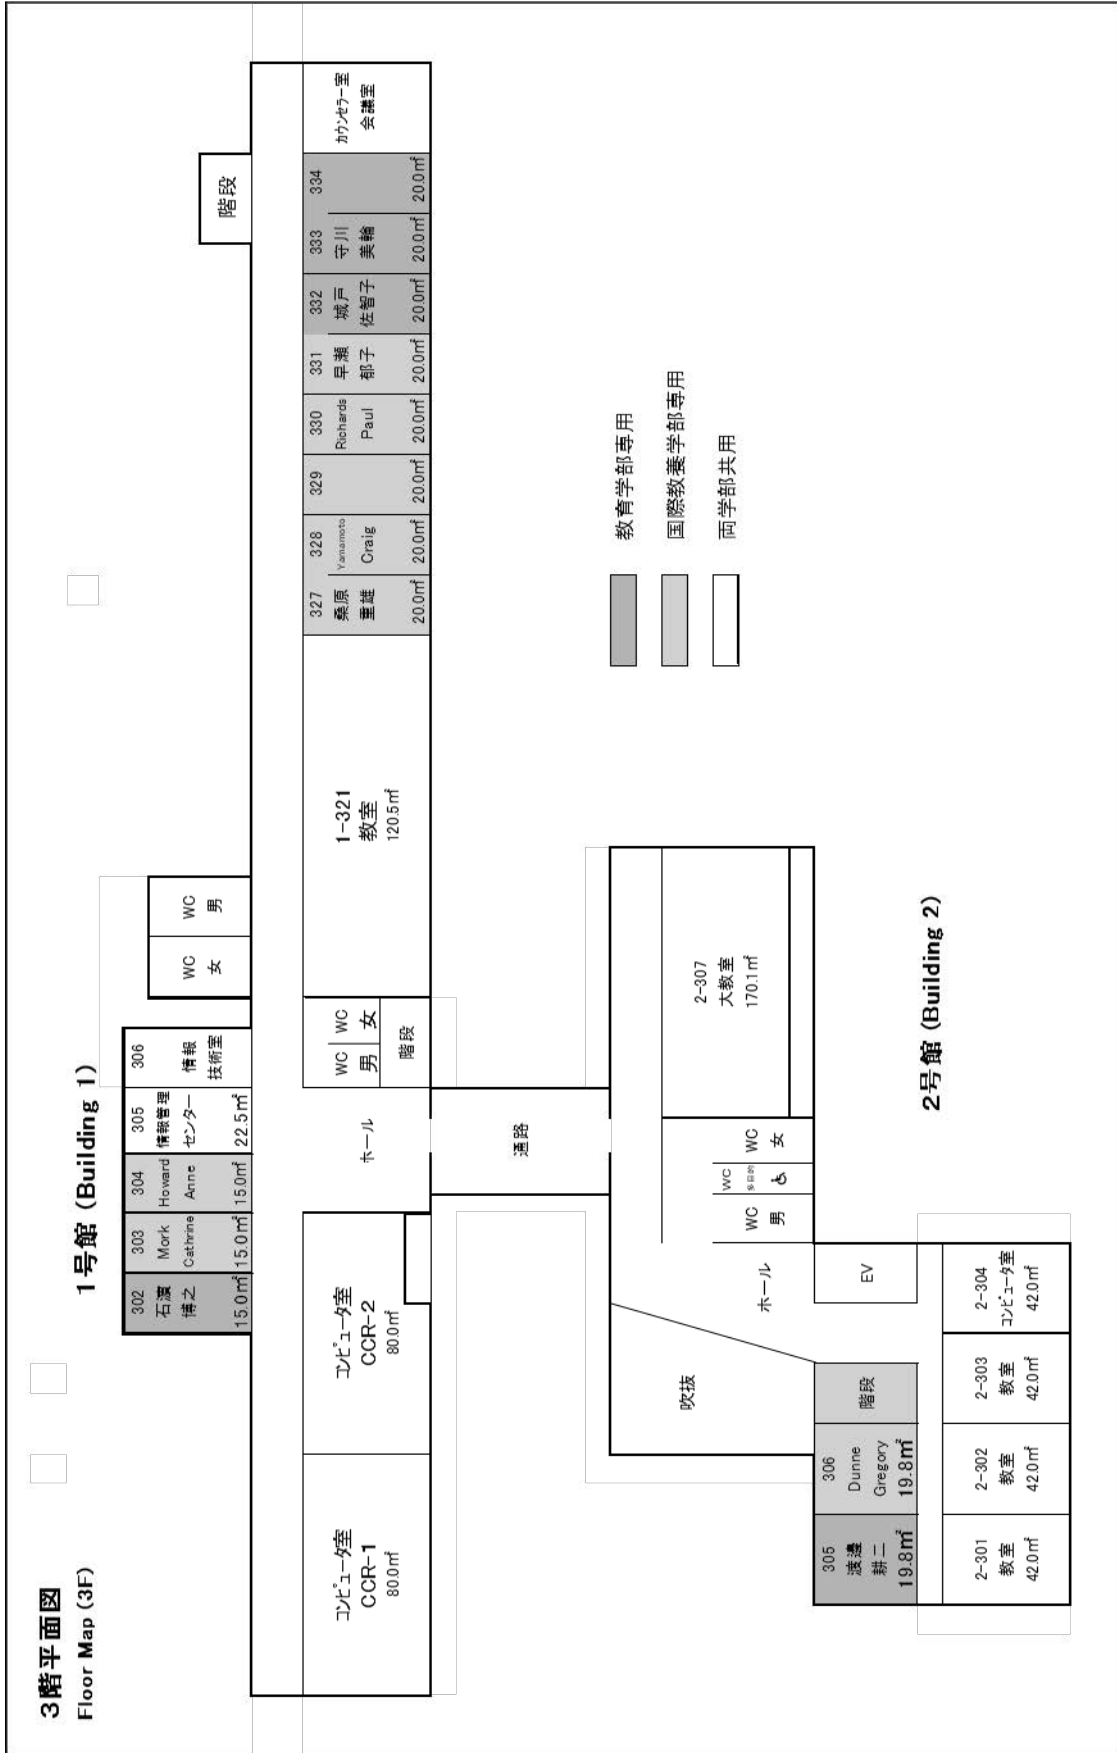 3階平面図
Floor Map (3F)
1号館 (Building 1)
302
石濵
博之
15.0㎡
303
Mork
Cathrine
15.0㎡
304
Howard
Anne
15.0㎡
305
情報管理
センター
22.5㎡
306
情報
技術室
WC
女
WC
男
階段
コンピュータ室
CCR-1
80.0㎡
コンピュータ室
CCR-2
80.0㎡
ホール
WC
男
WC
女
階段
1-321
教室
120.5㎡
327
桑原
重雄
20.0㎡
328
Yamamoto
Craig
20.0㎡
329
20.0㎡
330
Richards
Paul
20.0㎡
331
早瀬
郁子
20.0㎡
332
城戸
佐智子
20.0㎡
333
守川
美輪
20.0㎡
334
20.0㎡
カウンセラー室
会議室
通路
教育学部専用
国際教養学部専用
両学部共用
吹抜
ホール
WC
男
WC
多目的
WC
女
2-307
大教室
170.1㎡
305
渡邉
耕二
19.8㎡
306
Dunne
Gregory
19.8㎡
階段
EV
2-301
教室
42.0㎡
2-302
教室
42.0㎡
2-303
教室
42.0㎡
2-304
コンピュータ室
42.0㎡
2号館 (Building 2)